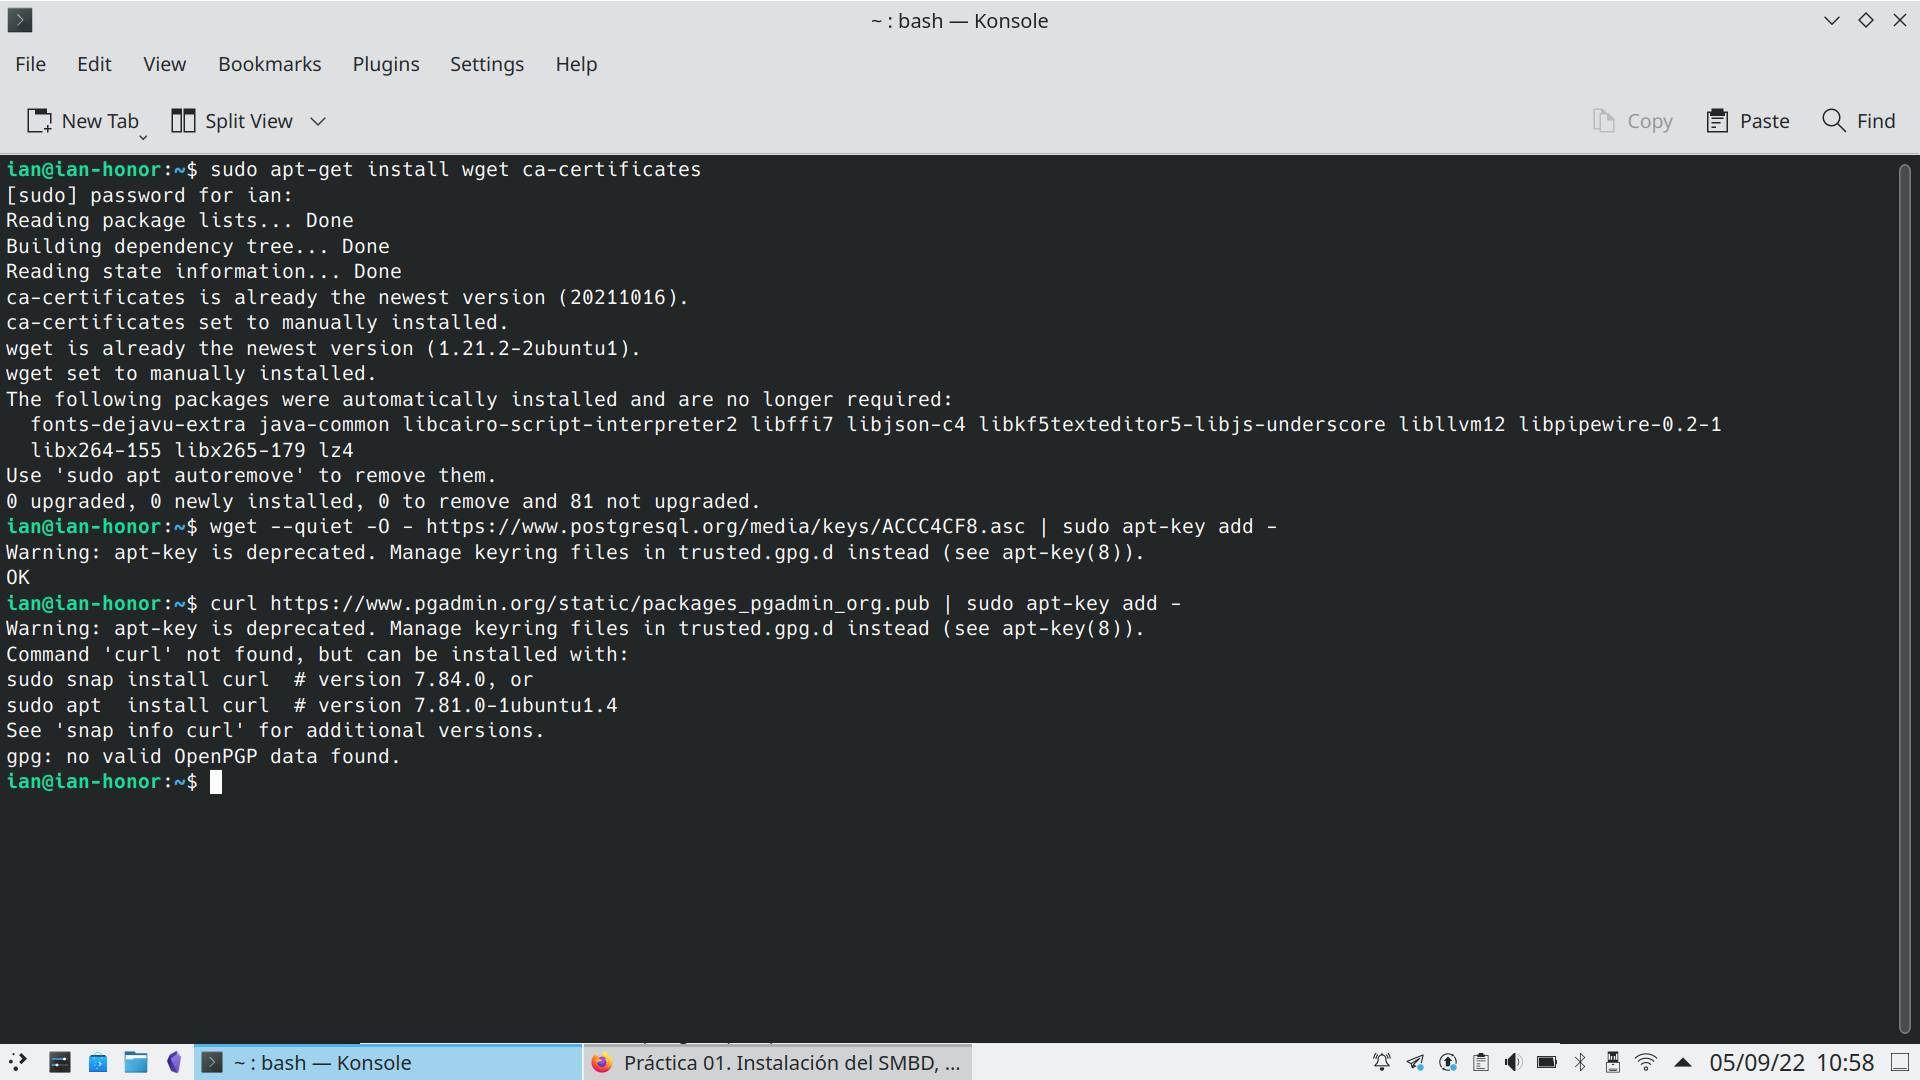 ~ : bash — Konsole
File Edit View Bookmarks Plugins Settings Help
New Tab Split View Copy Paste Find
ian@ian-honor:~$ sudo apt-get install wget ca-certificates
[sudo] password for ian:
Reading package lists... Done
Building dependency tree... Done
Reading state information... Done
ca-certificates is already the newest version (20211016).
ca-certificates set to manually installed.
wget is already the newest version (1.21.2-2ubuntu1).
wget set to manually installed.
The following packages were automatically installed and are no longer required:
  fonts-dejavu-extra java-common libcairo-script-interpreter2 libffi7 libjson-c4 libkf5texteditor5-libjs-underscore libllvm12 libpipewire-0.2-1
  libx264-155 libx265-179 lz4
Use 'sudo apt autoremove' to remove them.
0 upgraded, 0 newly installed, 0 to remove and 81 not upgraded.
ian@ian-honor:~$ wget --quiet -O - https://www.postgresql.org/media/keys/ACCC4CF8.asc | sudo apt-key add -
Warning: apt-key is deprecated. Manage keyring files in trusted.gpg.d instead (see apt-key(8)).
OK
ian@ian-honor:~$ curl https://www.pgadmin.org/static/packages_pgadmin_org.pub | sudo apt-key add -
Warning: apt-key is deprecated. Manage keyring files in trusted.gpg.d instead (see apt-key(8)).
Command 'curl' not found, but can be installed with:
sudo snap install curl  # version 7.84.0, or
sudo apt  install curl  # version 7.81.0-1ubuntu1.4
See 'snap info curl' for additional versions.
gpg: no valid OpenPGP data found.
ian@ian-honor:~$
~ : bash — Konsole Práctica 01. Instalación del SMBD, ... 05/09/22 10:58